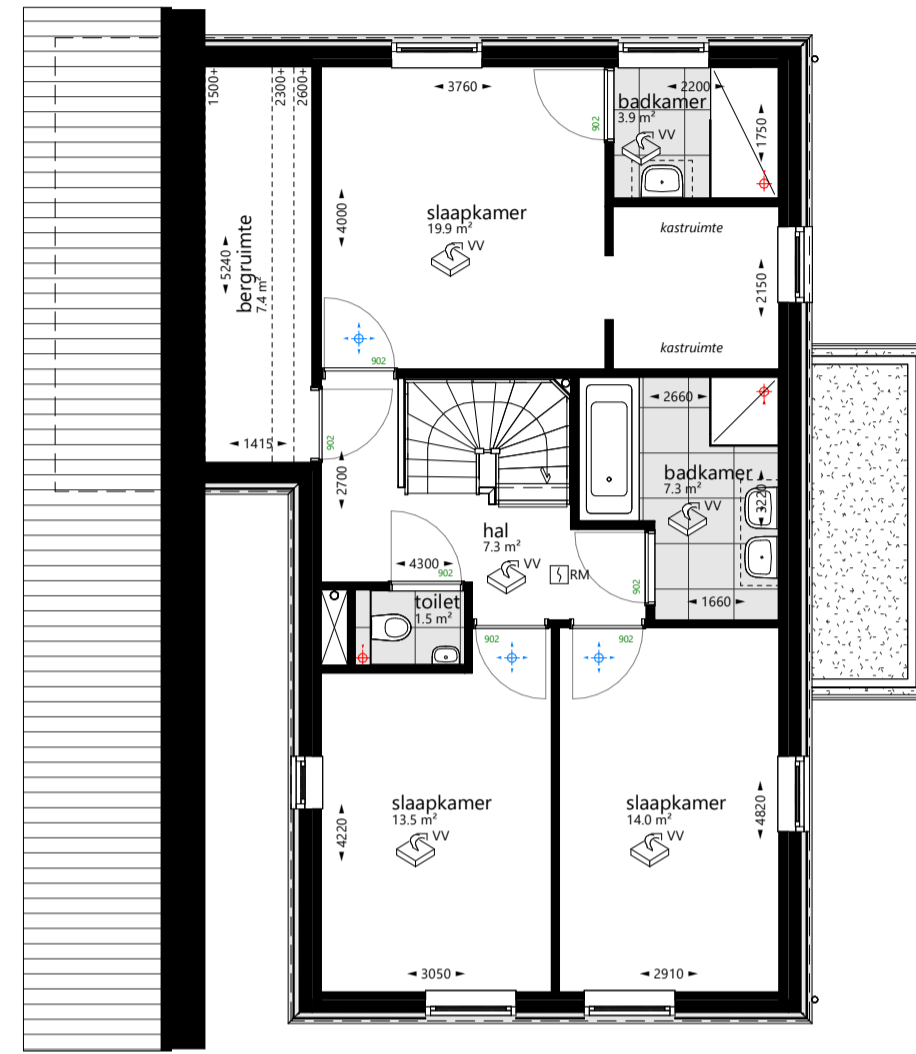 1500+
2300+
2600+
3760
902
2200
badkamer
3.9 m²
VV
1750
4000
slaapkamer
19.9 m²
VV
kastruimte
5240
bergruimte
7.4 m²
2150
902
kastruimte
1415
902
2700
2660
badkamer
7.3 m²
VV
3220
hal
7.3 m²
VV
RM
4300
902
902
1660
toilet
1.5 m²
902
902
slaapkamer
13.5 m²
VV
4220
slaapkamer
14.0 m²
VV
4820
3050
2910